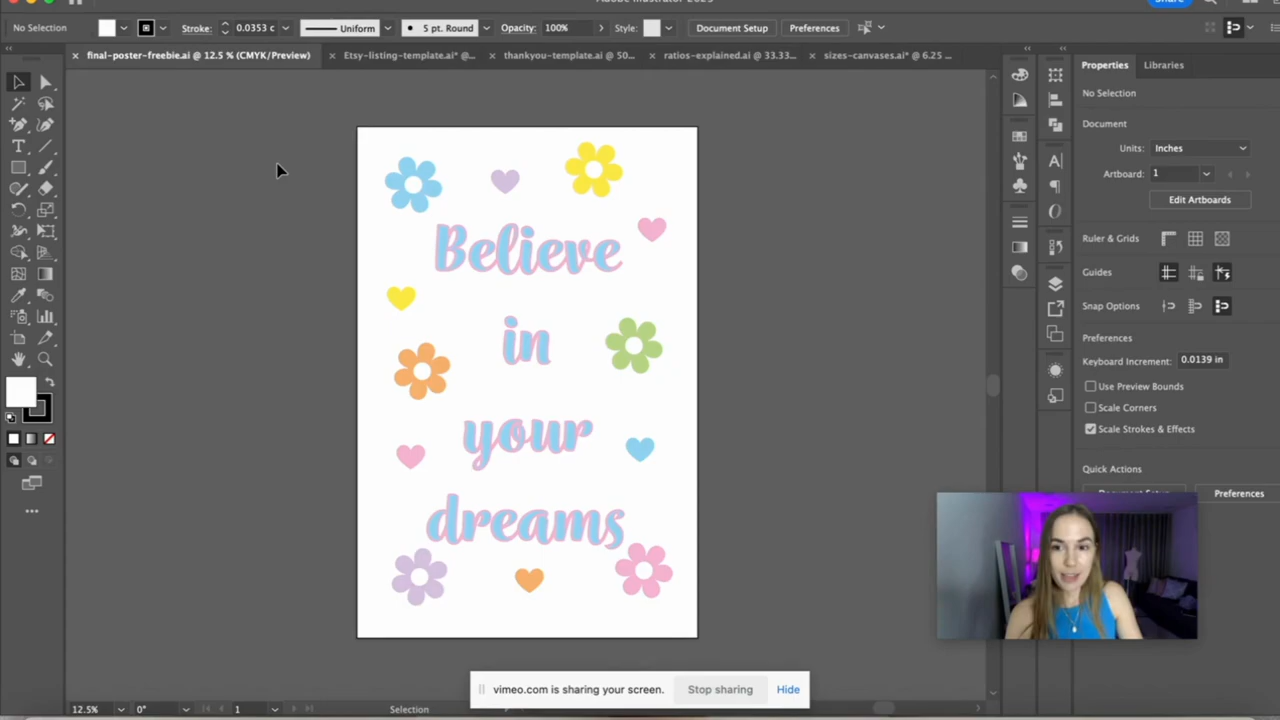 No Selection Stroke: 0.0353 c Uniform 5 pt. Round Opacity: 100% Style: Document Setup Preferences
× final-poster-freebie.ai @ 12.5 % (CMYK/Preview) × Etsy-listing-template.ai* @... × thankyou-template.ai @ 50... × ratios-explained.ai @ 33.33... × sizes-canvases.ai* @ 6.25 ...
Properties Libraries
No Selection
Document
Units: Inches
Artboard: 1
Edit Artboards
Ruler & Grids
Guides
Snap Options
Preferences
Keyboard Increment: 0.0139 in
Use Preview Bounds
Scale Corners
Scale Strokes & Effects
Quick Actions
Document Setup Preferences
Believe
in
your
dreams
vimeo.com is sharing your screen. Stop sharing Hide
12.5% 0° 1 Selection